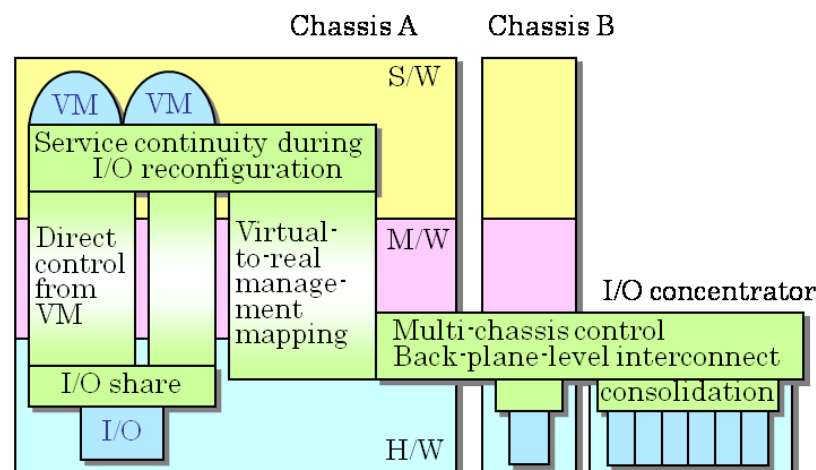 Chassis A
Chassis B
S/W
VM
VM
Service continuity during
I/O reconfiguration
Direct
control
from
VM
Virtual-
to-real
manage-
ment
mapping
M/W
I/O concentrator
Multi-chassis control
Back-plane-level interconnect
consolidation
I/O share
I/O
H/W